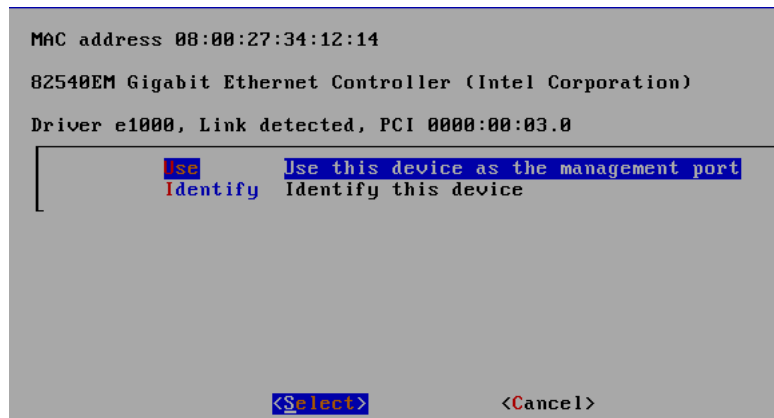 MAC address 08:00:27:34:12:14
82540EM Gigabit Ethernet Controller (Intel Corporation)
Driver e1000, Link detected, PCI 0000:00:03.0
Use Use this device as the management port
Identify Identify this device
<Select> <Cancel>